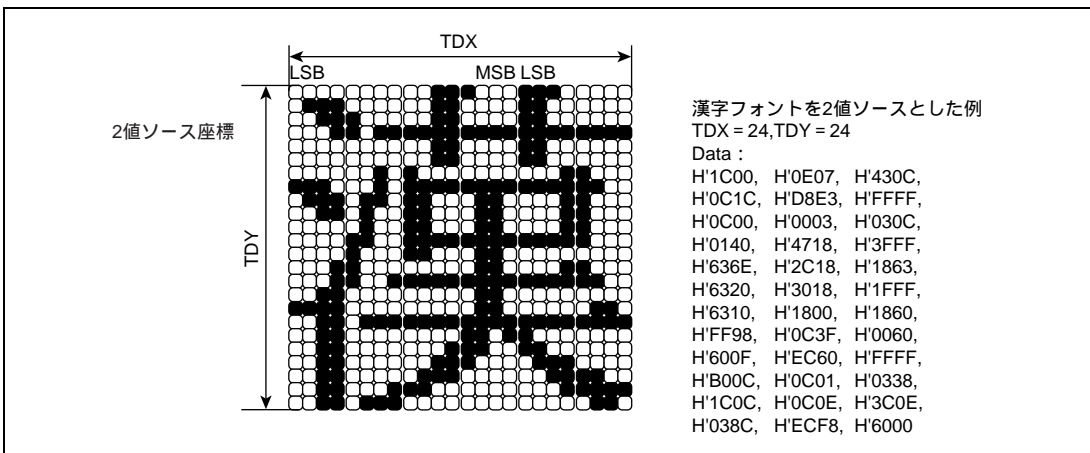 TDX
LSB MSB LSB
2値ソース座標
TDY
漢字フォントを2値ソースとした例
TDX = 24,TDY = 24
Data :
H'1C00, H'0E07, H'430C,
H'0C1C, H'D8E3, H'FFFF,
H'0C00, H'0003, H'030C,
H'0140, H'4718, H'3FFF,
H'636E, H'2C18, H'1863,
H'6320, H'3018, H'1FFF,
H'6310, H'1800, H'1860,
H'FF98, H'0C3F, H'0060,
H'600F, H'EC60, H'FFFF,
H'B00C, H'0C01, H'0338,
H'1C0C, H'0C0E, H'3C0E,
H'038C, H'ECF8, H'6000